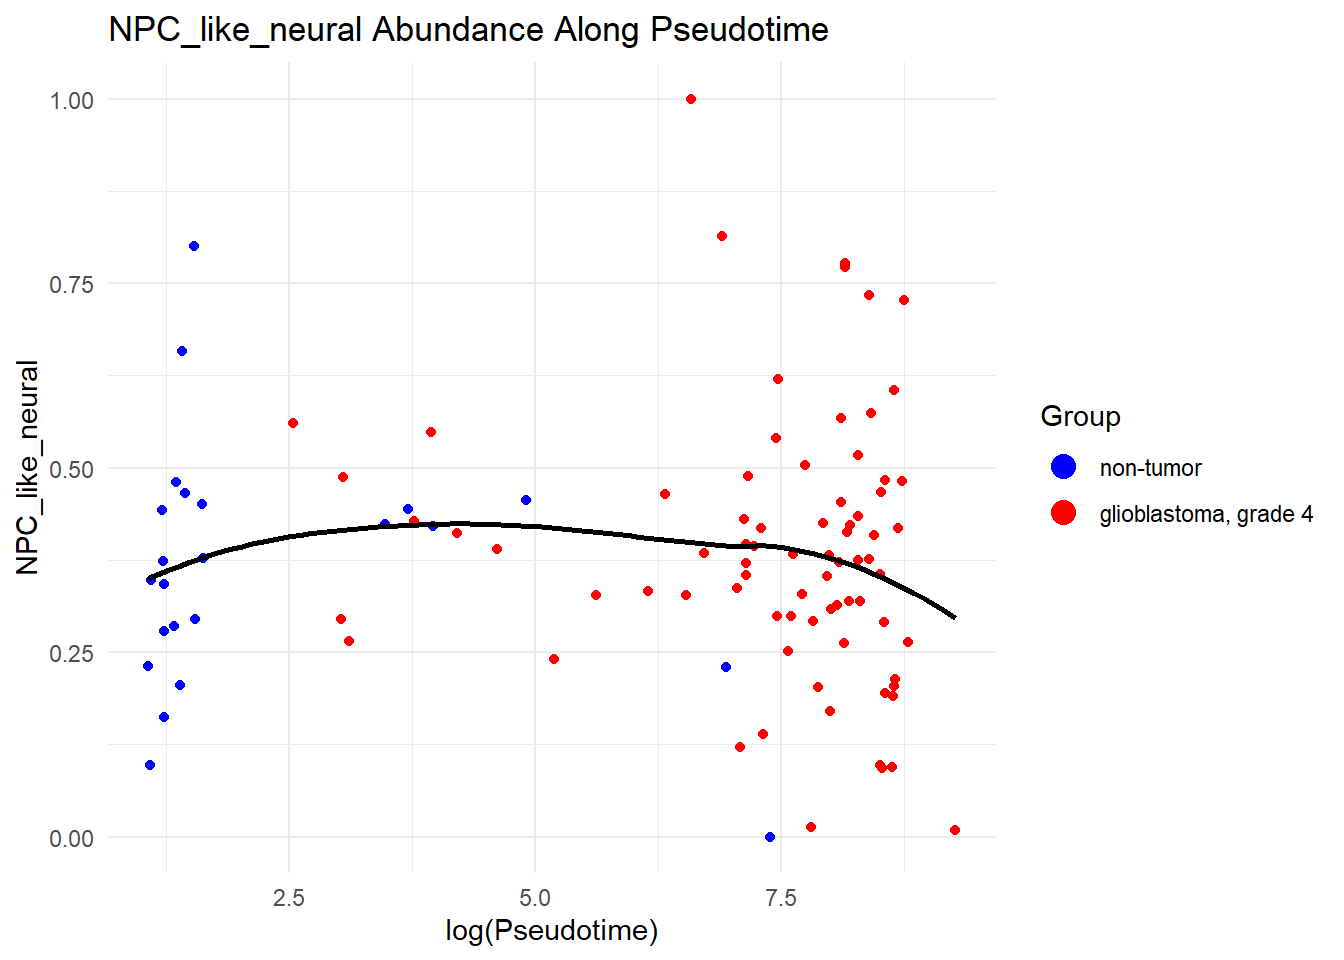 NPC_like_neural Abundance Along Pseudotime
NPC_like_neural
1.00
0.75
0.50
0.25
0.00
2.5 5.0 7.5
log(Pseudotime)
Group
non-tumor
glioblastoma, grade 4